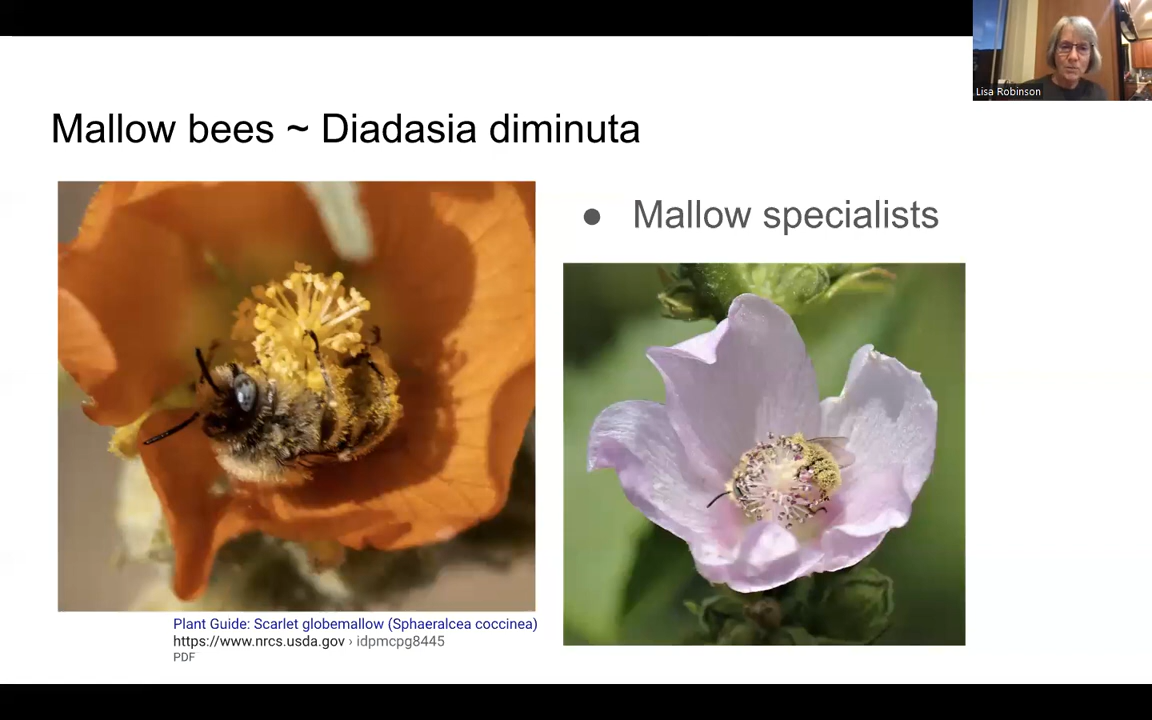 Lisa Robinson
Mallow bees ~ Diadasia diminuta
● Mallow specialists
Plant Guide: Scarlet globemallow (Sphaeralcea coccinea)
https://www.nrcs.usda.gov › idpmcpg8445
PDF